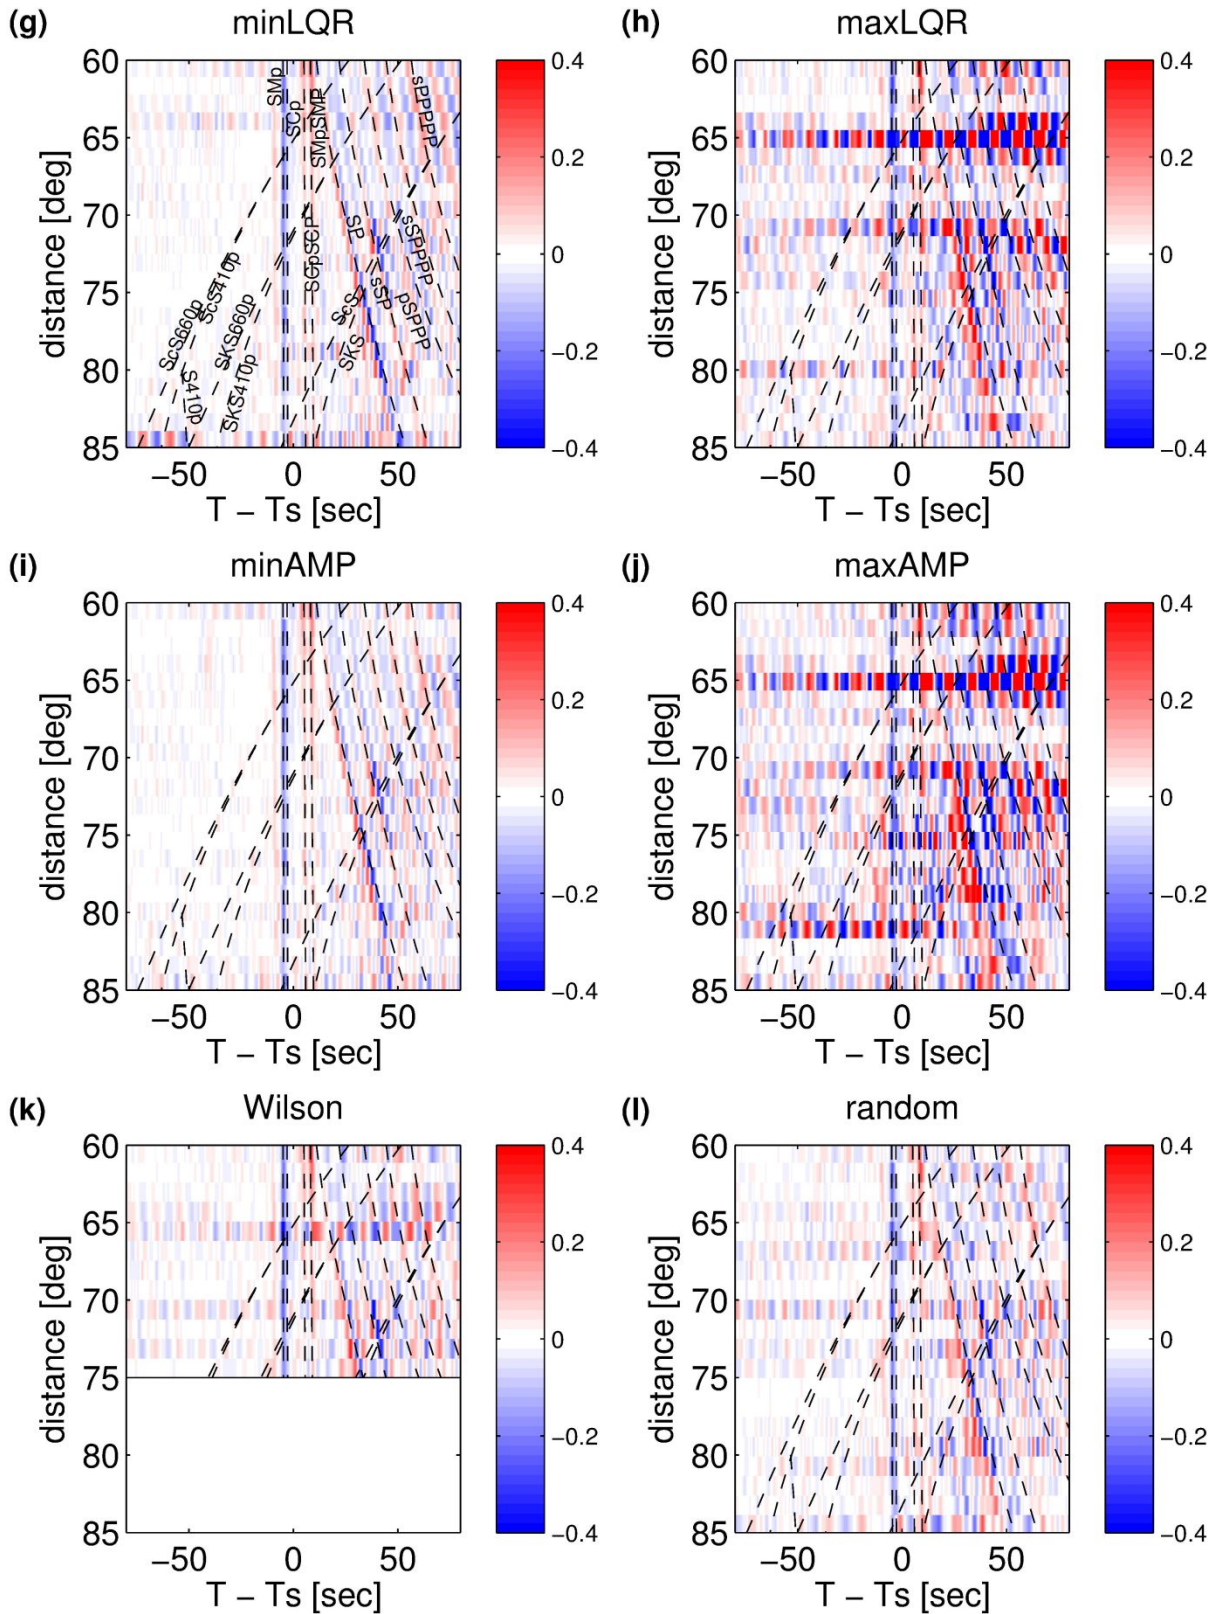 (g) minLQR
60
65
70
75
80
85
distance [deg]
−50 0 50
T − Ts [sec]
0.4
0.2
0
−0.2
−0.4
SMp
SCp
SMpSMP
sPPPPP
ScS660p
ScS410p
S410p
SKS660p
SKS410p
SCpSCP
SP
ScS
SKS
sSP
sSPPPP
pSPPP
(h) maxLQR
60
65
70
75
80
85
distance [deg]
−50 0 50
T − Ts [sec]
0.4
0.2
0
−0.2
−0.4
(i) minAMP
60
65
70
75
80
85
distance [deg]
−50 0 50
T − Ts [sec]
0.4
0.2
0
−0.2
−0.4
(j) maxAMP
60
65
70
75
80
85
distance [deg]
−50 0 50
T − Ts [sec]
0.4
0.2
0
−0.2
−0.4
(k) Wilson
60
65
70
75
80
85
distance [deg]
−50 0 50
T − Ts [sec]
0.4
0.2
0
−0.2
−0.4
(l) random
60
65
70
75
80
85
distance [deg]
−50 0 50
T − Ts [sec]
0.4
0.2
0
−0.2
−0.4